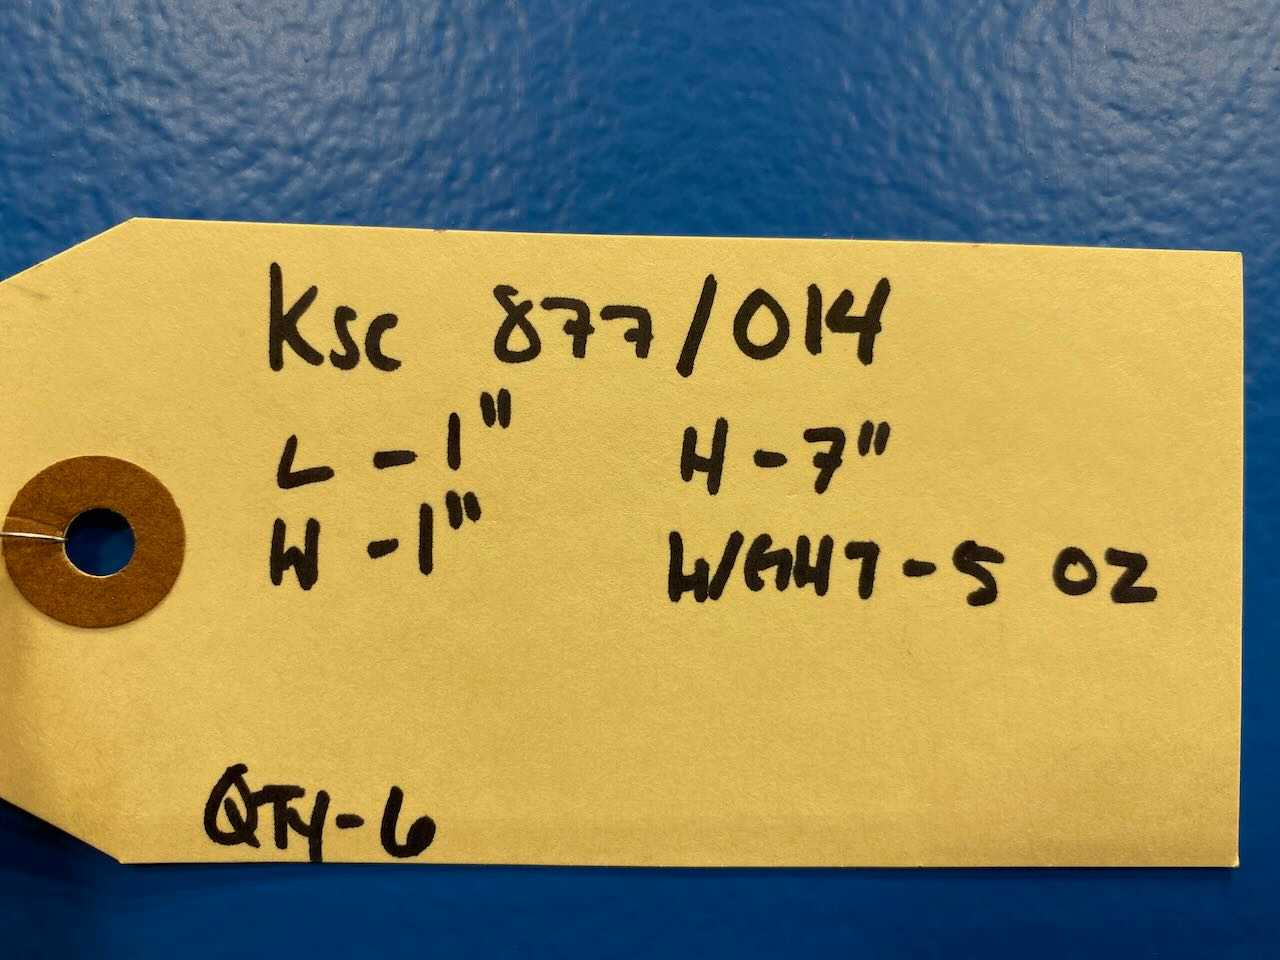 KSC 877/014
L - 1" H - 7"
W - 1" WGHT - 5 OZ
QTY - 6